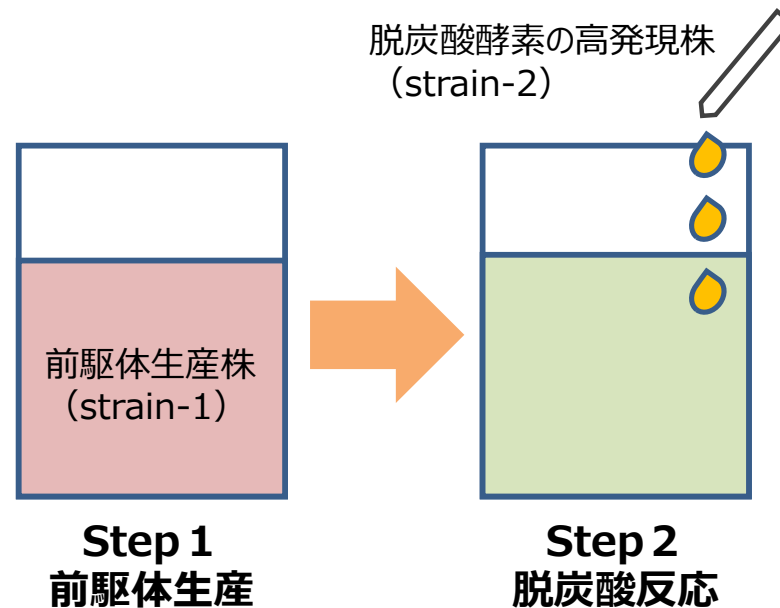 脱炭酸酵素の高発現株
（strain-2）
前駆体生産株
（strain-1）
Step 1
前駆体生産
Step 2
脱炭酸反応